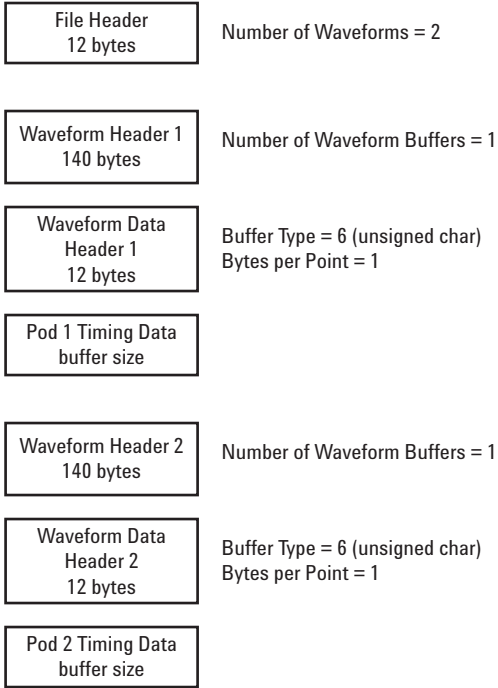 File Header
12 bytes
Number of Waveforms = 2
Waveform Header 1
140 bytes
Number of Waveform Buffers = 1
Waveform Data
Header 1
12 bytes
Buffer Type = 6 (unsigned char)
Bytes per Point = 1
Pod 1 Timing Data
buffer size
Waveform Header 2
140 bytes
Number of Waveform Buffers = 1
Waveform Data
Header 2
12 bytes
Buffer Type = 6 (unsigned char)
Bytes per Point = 1
Pod 2 Timing Data
buffer size